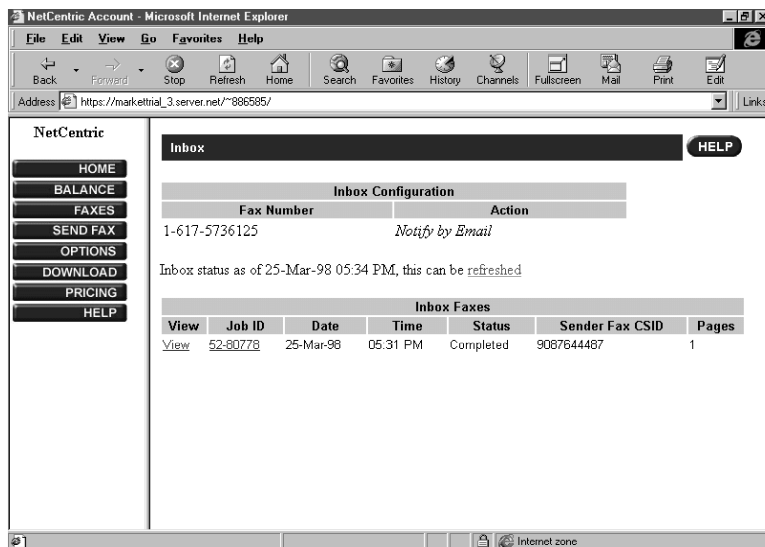 NetCentric Account - Microsoft Internet Explorer
File Edit View Go Favorites Help
Back Forward Stop Refresh Home Search Favorites History Channels Fullscreen Mail Print Edit
Address https://markettrial_3.server.net/~886585/ Links
NetCentric
HOME
BALANCE
FAXES
SEND FAX
OPTIONS
DOWNLOAD
PRICING
HELP
Inbox HELP
Inbox Configuration
Fax Number Action
1-617-5736125 Notify by Email
Inbox status as of 25-Mar-98 05:34 PM, this can be refreshed
Inbox Faxes
View Job ID Date Time Status Sender Fax CSID Pages
View 52-80778 25-Mar-98 05:31 PM Completed 9087644487 1
Internet zone